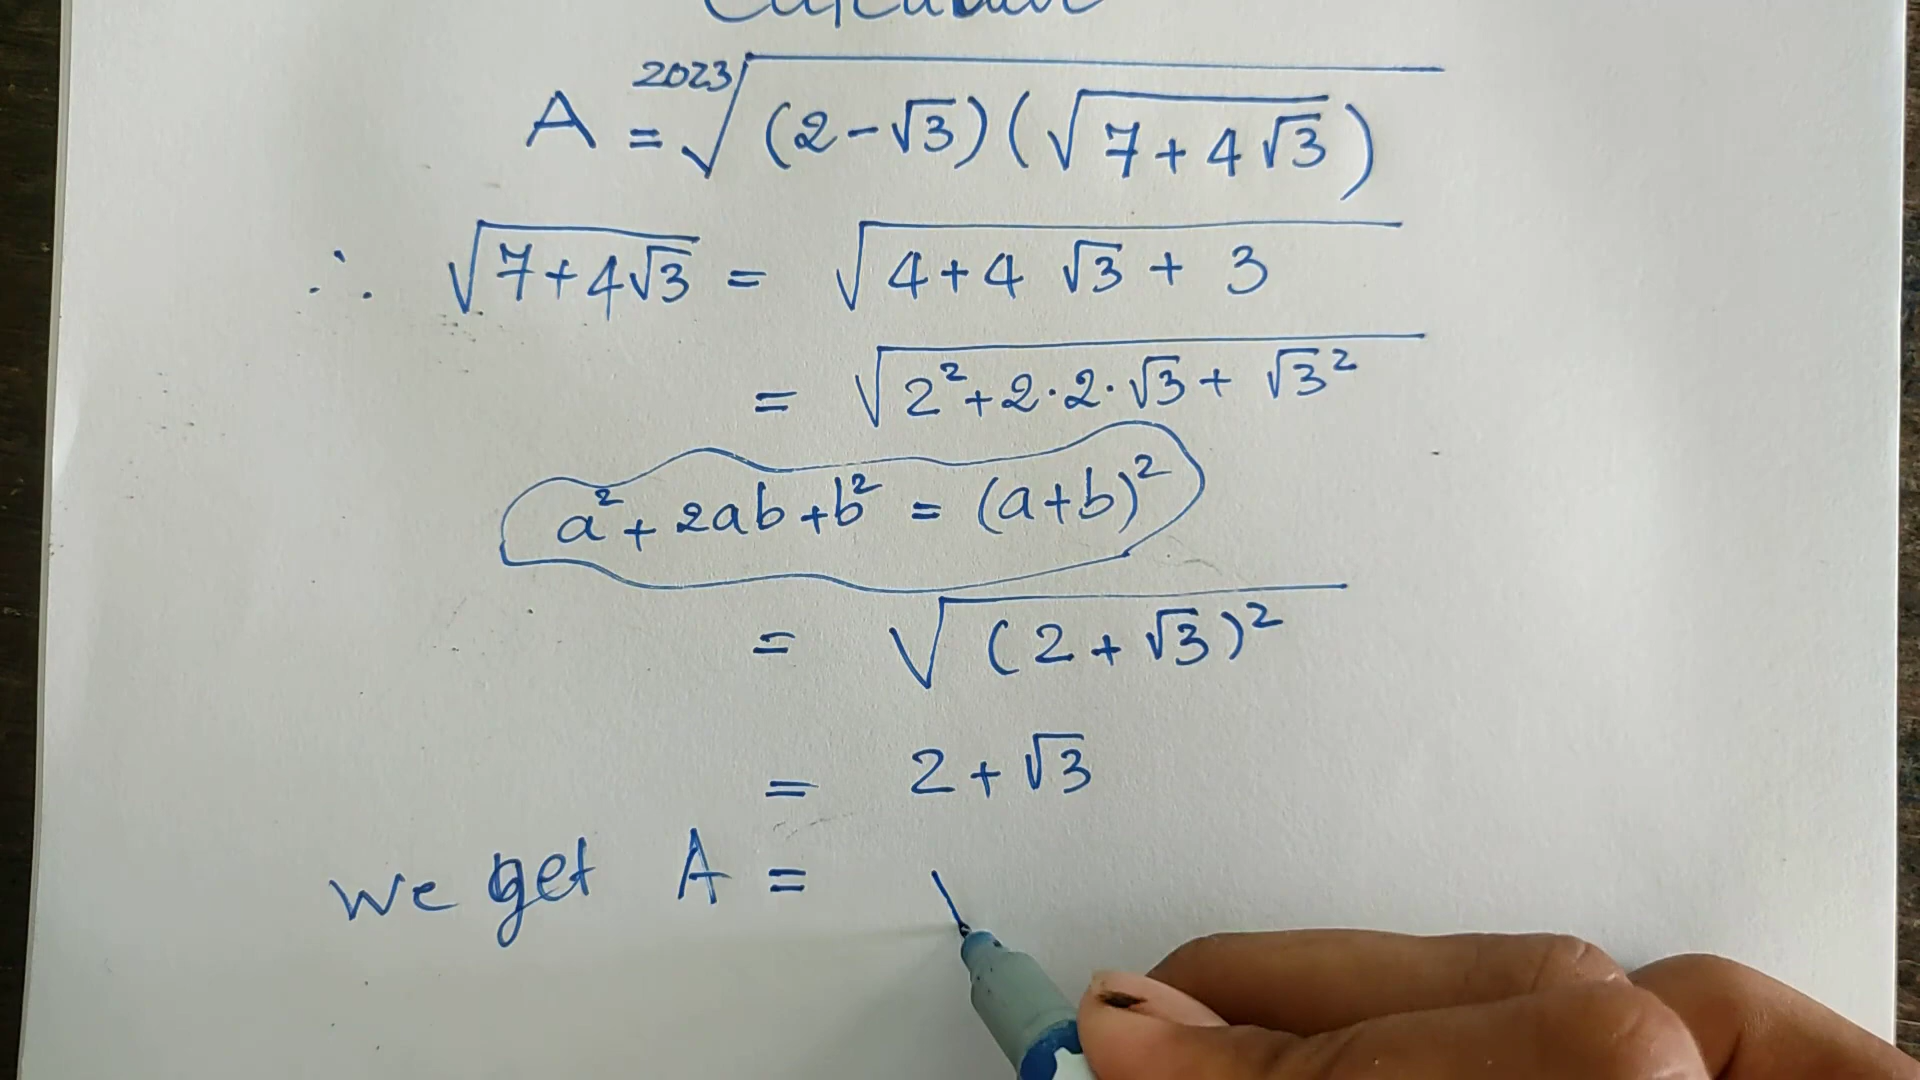 A = ²⁰²³√((2-√3)(√(7+4√3)))
∴ √(7+4√3) = √(4+4√3+3)
= √(2²+2·2·√3+√3²)
a²+2ab+b² = (a+b)²
= √((2+√3)²)
= 2+√3
We get A =